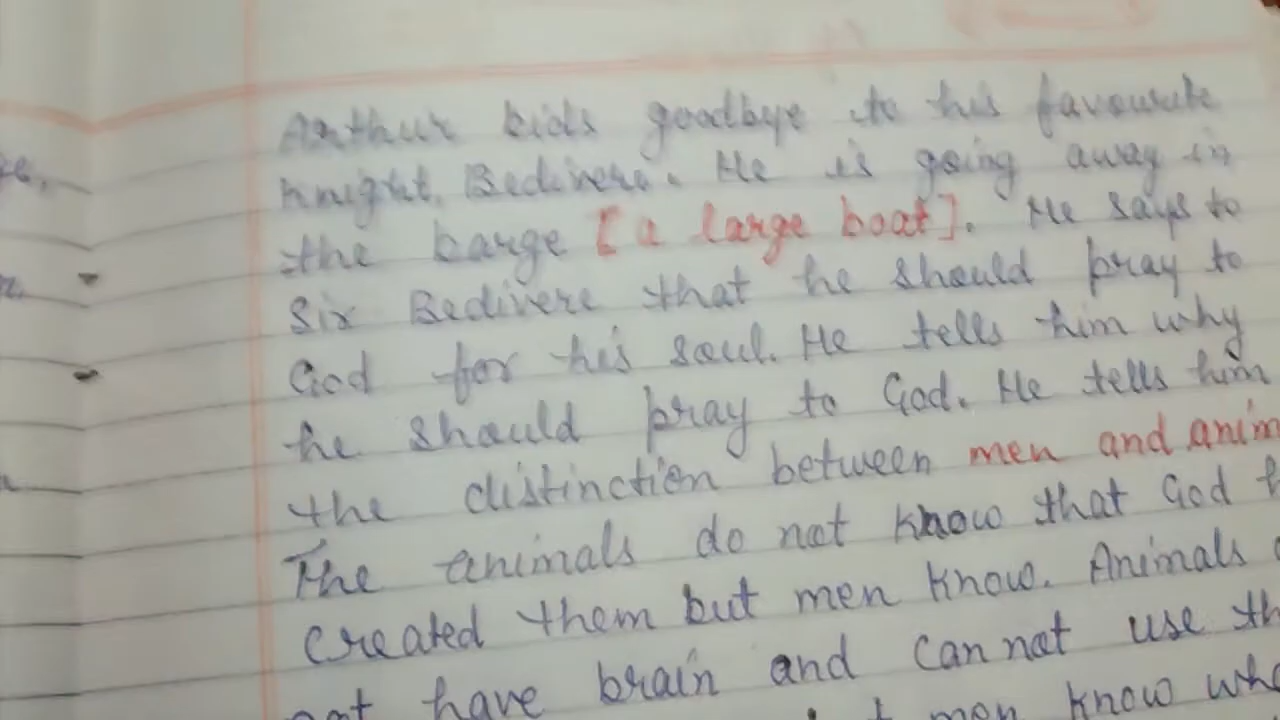 Arthur bids goodbye to his favourite
Knight, Bedivere. He is going away in
the barge [a large boat]. He says to
Sir Bedivere that he should pray to
God for his soul. He tells him why
he should pray to God. He tells him
the distinction between men and anim
The animals do not know that God
created them but men know. Animals
have brain and can not use
men know